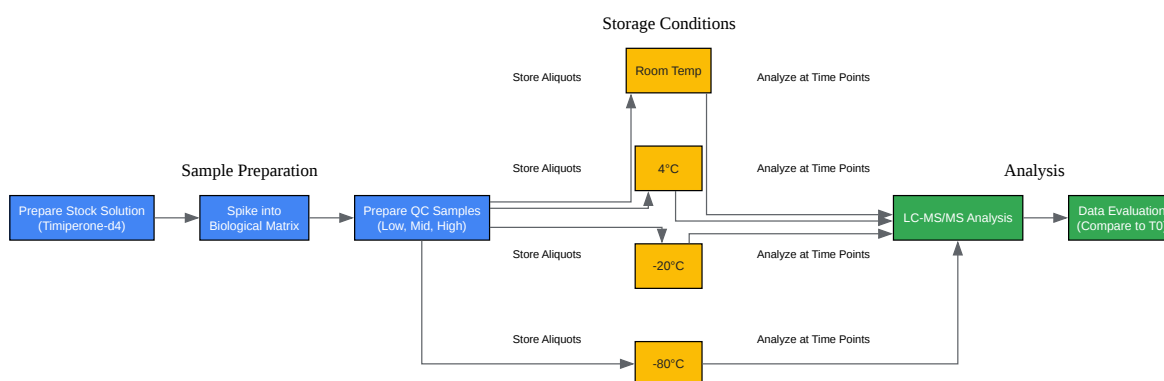 Storage Conditions
Store Aliquots
Room Temp
Analyze at Time Points
Sample Preparation
Store Aliquots
4°C
Analyze at Time Points
Analysis
Prepare Stock Solution
(Timiperone-d4)
Spike into
Biological Matrix
Prepare QC Samples
(Low, Mid, High)
LC-MS/MS Analysis
Data Evaluation
(Compare to T0)
Store Aliquots
-20°C
Analyze at Time Points
Store Aliquots
-80°C
Analyze at Time Points